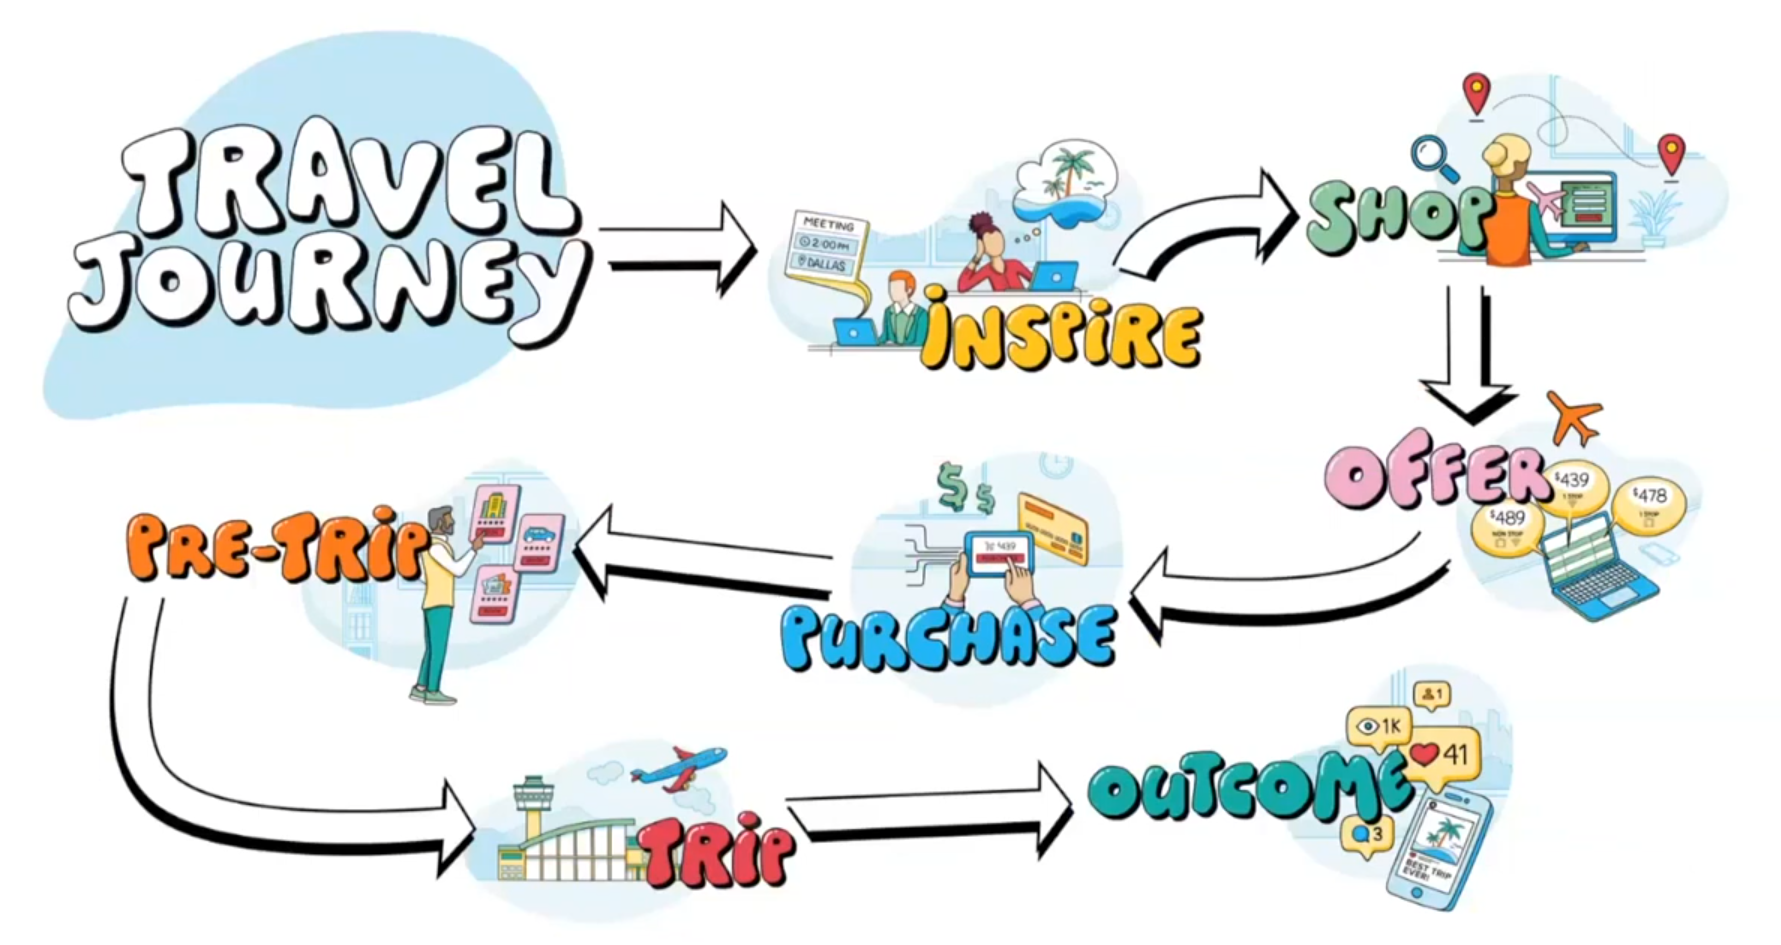 TRAVEL
JOURNEY
MEETING
2:00 PM
DALLAS
INSPIRE
SHOP
OFFER
$439
1 STOP
$478
1 STOP
$489
NON STOP
PURCHASE
$ $
$489
PRE-TRIP
TRIP
OUTCOME
1
1K
41
3
BEST TRIP
EVER!